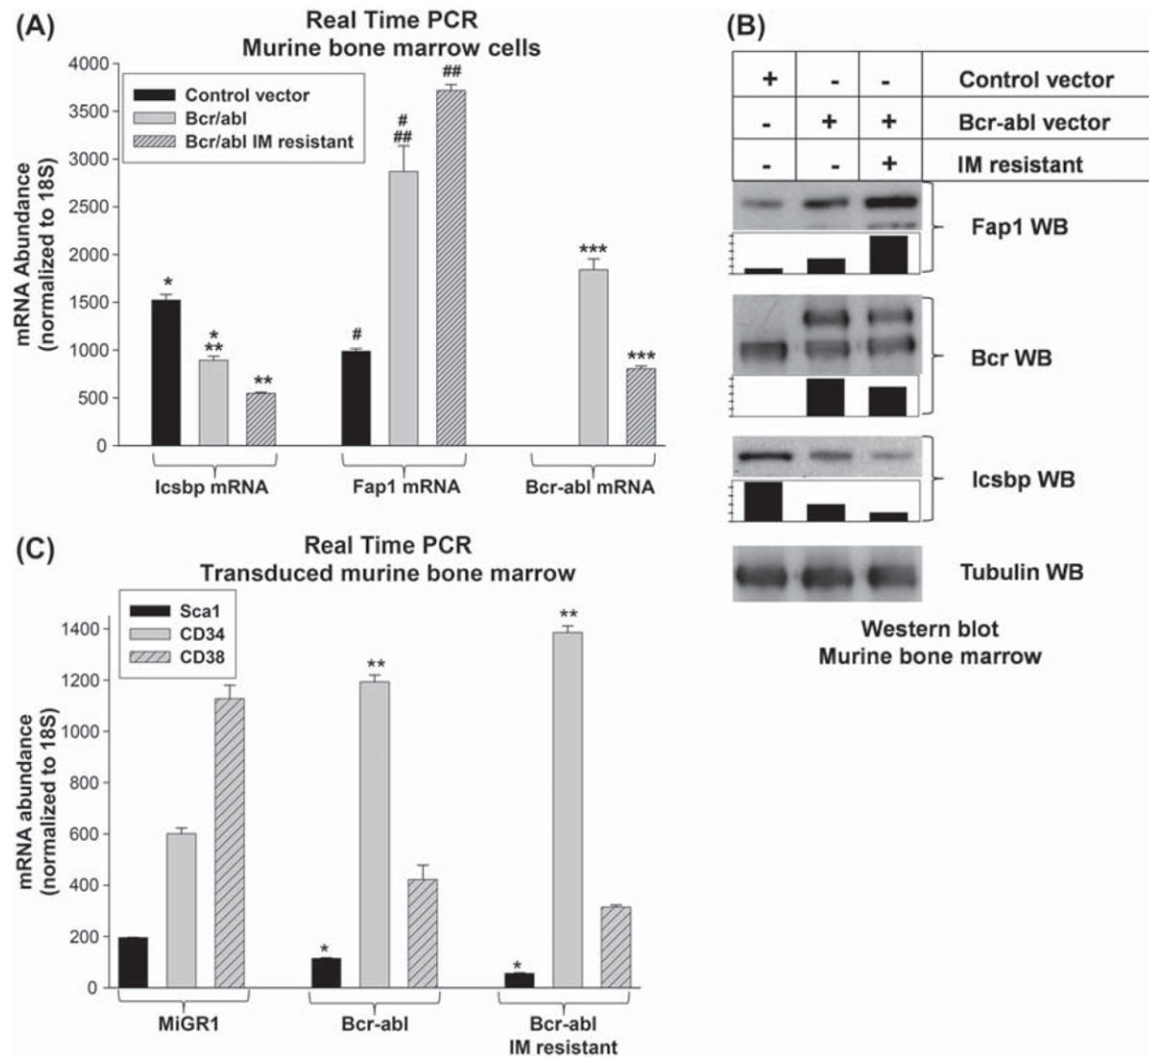 (A)
Real Time PCR
Murine bone marrow cells
mRNA Abundance
(normalized to 18S)
4000
3500
3000
2500
2000
1500
1000
500
0
Control vector
Bcr/abl
Bcr/abl IM resistant
*
*
**
**
#
#
##
##
***
***
Icsbp mRNA
Fap1 mRNA
Bcr-abl mRNA
(B)
+ - - Control vector
- + + Bcr-abl vector
- - + IM resistant
Fap1 WB
Bcr WB
Icsbp WB
Tubulin WB
Western blot
Murine bone marrow
(C)
Real Time PCR
Transduced murine bone marrow
mRNA abundance
(normalized to 18S)
Sca1
CD34
CD38
1400
1200
1000
800
600
400
200
0
*
**
*
**
MiGR1
Bcr-abl
Bcr-abl
IM resistant